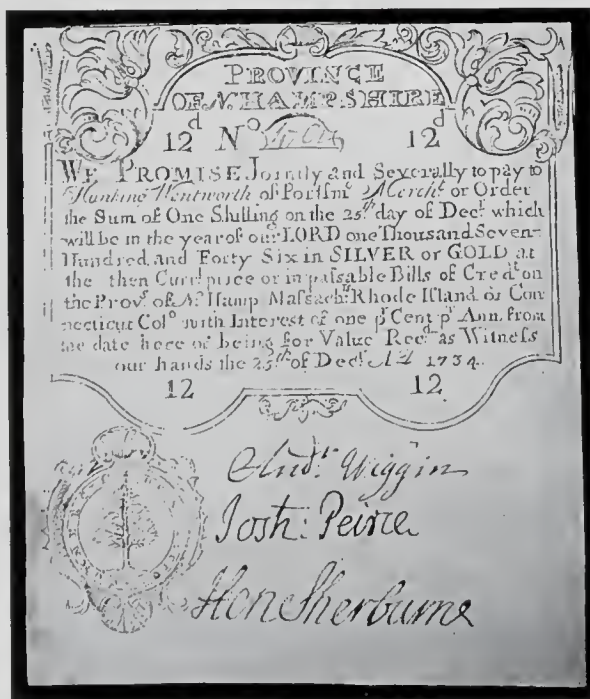 PROVINCE
OF N. HAMPSHIRE
12d No 12d
WE PROMISE Jointly and Severally to pay to
Hunking Wentworth of Portsmo Mercht or Order
the Sum of One Shilling on the 25th day of Decr which
will be in the year of our LORD one Thousand Seven
Hundred and Forty Six in SILVER or GOLD at
the then Currt price or in passable Bills of Credt on
the Prove of No Hamp Massachts Rhode Island or Con-
necticut Colo with Interest of one pr Cent pr Ann. from
the date here of being for Value Recd as Witness
our hands the 25th of Decr AD 1734.
12 12
Andr Wiggin
Josh: Peirce
Hen Sherburne